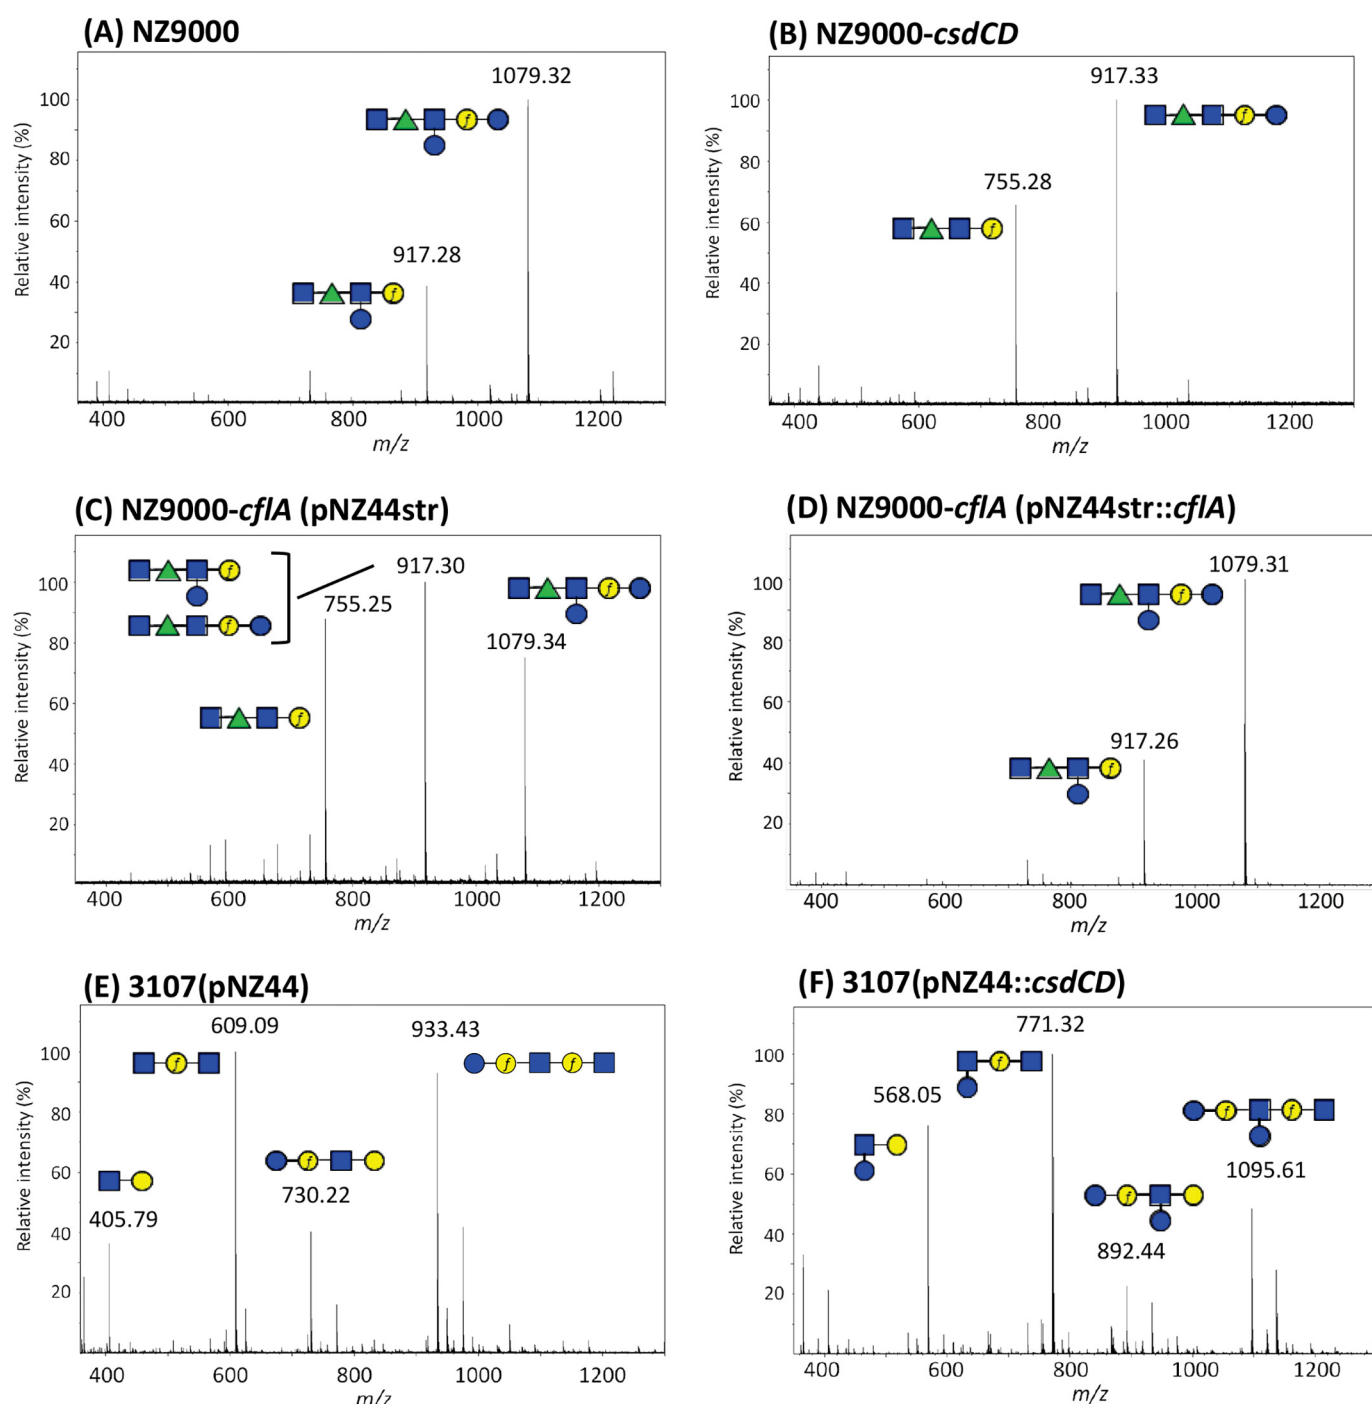 (A) NZ9000
1079.32
917.28
Relative intensity (%)
100
80
60
40
20
400 600 800 1000 1200
m/z
f
f
(B) NZ9000-csdCD
917.33
755.28
Relative intensity (%)
100
80
60
40
20
400 600 800 1000 1200
m/z
f
f
(C) NZ9000-cflA (pNZ44str)
917.30
755.25
1079.34
Relative intensity (%)
100
80
60
40
20
400 600 800 1000 1200
m/z
f
f
f
f
(D) NZ9000-cflA (pNZ44str::cflA)
1079.31
917.26
Relative intensity (%)
100
80
60
40
20
400 600 800 1000 1200
m/z
f
f
(E) 3107(pNZ44)
609.09
933.43
730.22
405.79
Relative intensity (%)
100
80
60
40
20
400 600 800 1000 1200
m/z
f
f f
f
(F) 3107(pNZ44::csdCD)
771.32
568.05
1095.61
892.44
Relative intensity (%)
100
80
60
40
20
400 600 800 1000 1200
m/z
f
f f
f